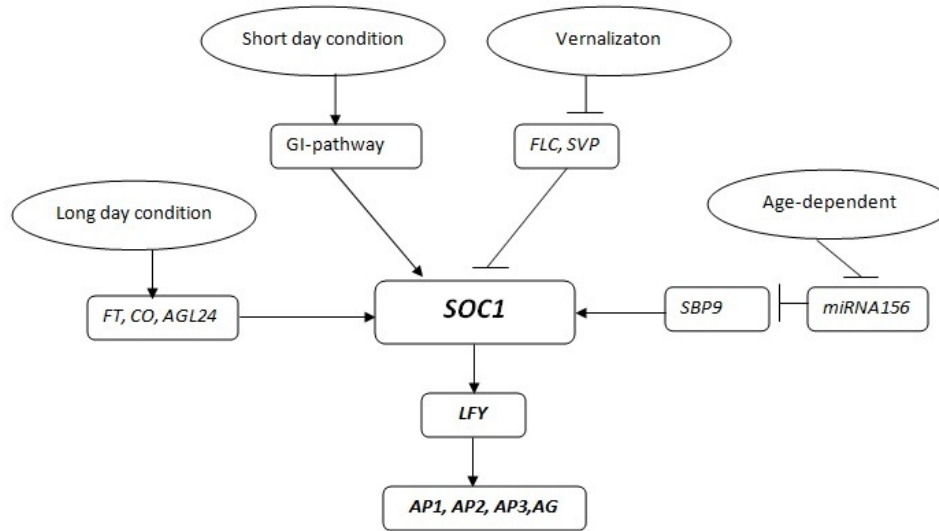 Short day condition
Vernalizaton
GI-pathway
FLC, SVP
Long day condition
Age-dependent
FT, CO, AGL24
SOC1
SBP9
miRNA156
LFY
AP1, AP2, AP3,AG